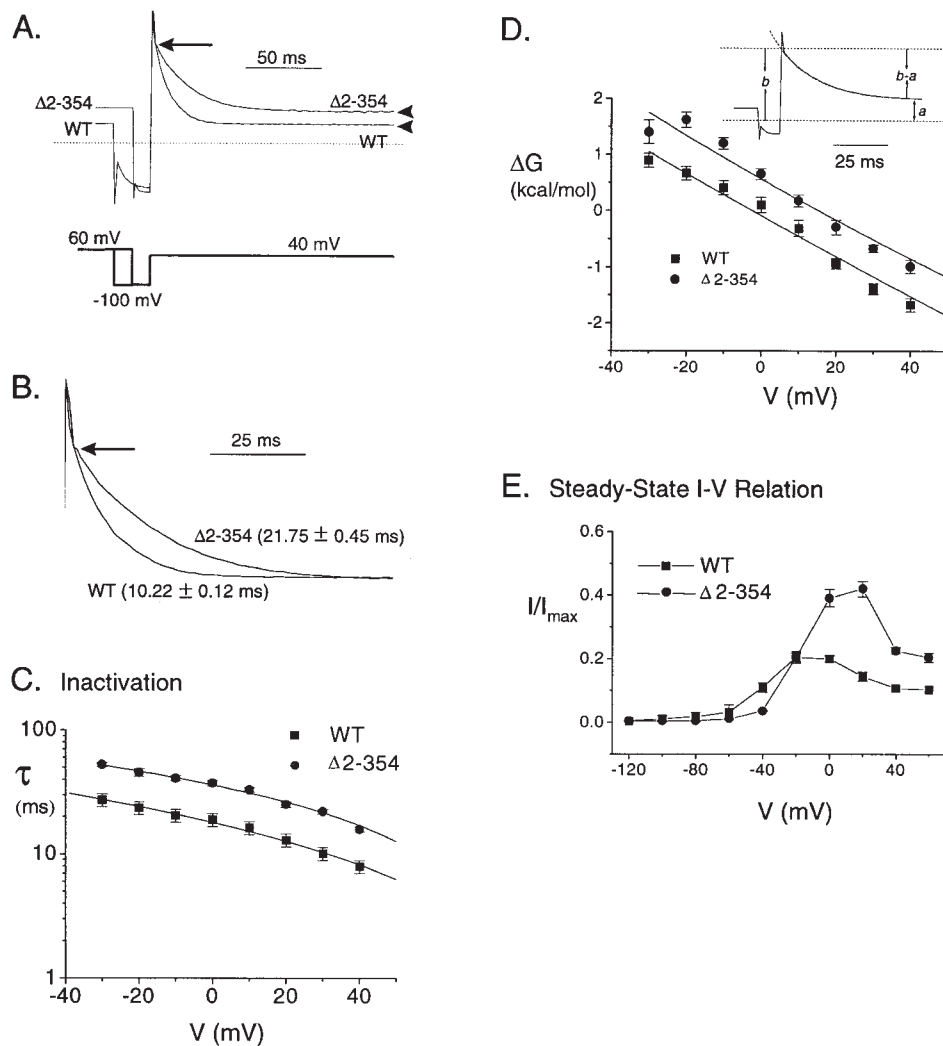 A.
50 ms
Δ2-354
WT
Δ2-354
WT
60 mV
40 mV
-100 mV
B.
25 ms
Δ2-354 (21.75 ± 0.45 ms)
WT (10.22 ± 0.12 ms)
C. Inactivation
100
10
1
τ
(ms)
WT
Δ2-354
-40 -20 0 20 40
V (mV)
D.
b
b-a
a
25 ms
2
1
0
-1
-2
ΔG
(kcal/mol)
WT
Δ2-354
-40 -20 0 20 40
V (mV)
E. Steady-State I-V Relation
WT
Δ2-354
I/Imax
0.6
0.4
0.2
0.0
-120 -80 -40 0 40
V (mV)